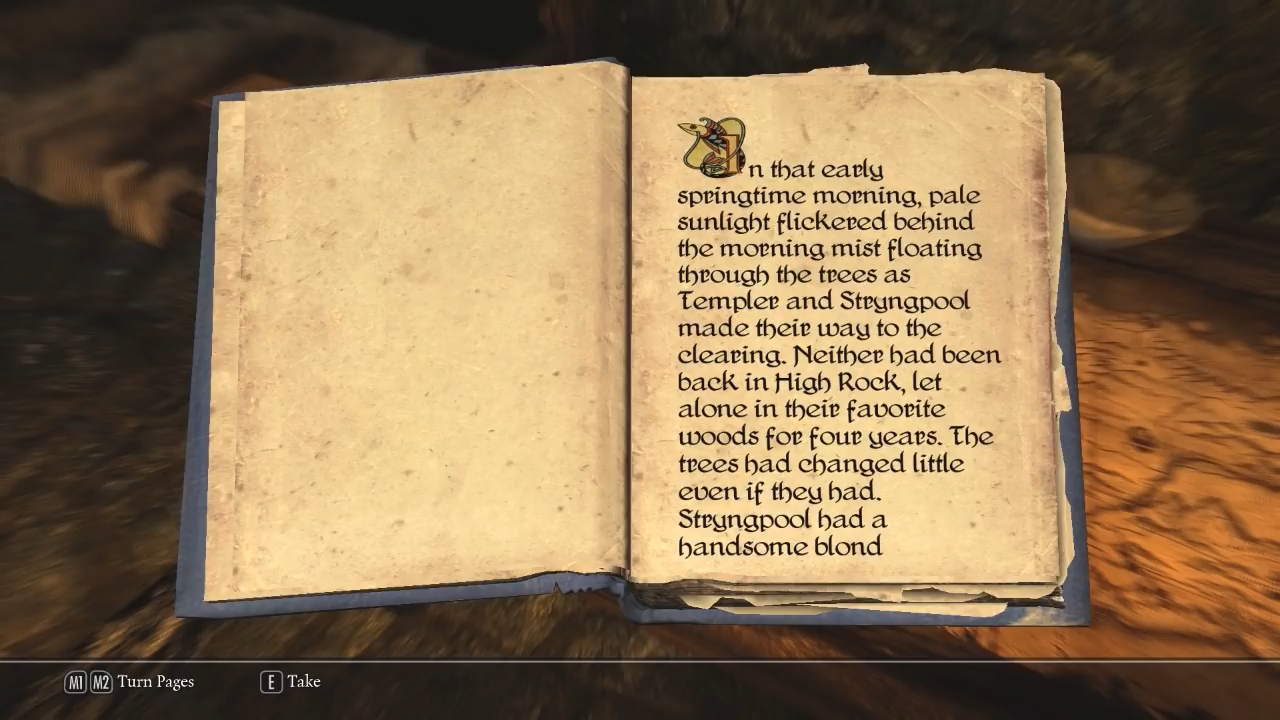 In that early
springtime morning, pale
sunlight flickered behind
the morning mist floating
through the trees as
Templer and Stryngpool
made their way to the
clearing. Neither had been
back in High Rock, let
alone in their favorite
woods for four years. The
trees had changed little
even if they had.
Stryngpool had a
handsome blond
M1 M2 Turn Pages E Take